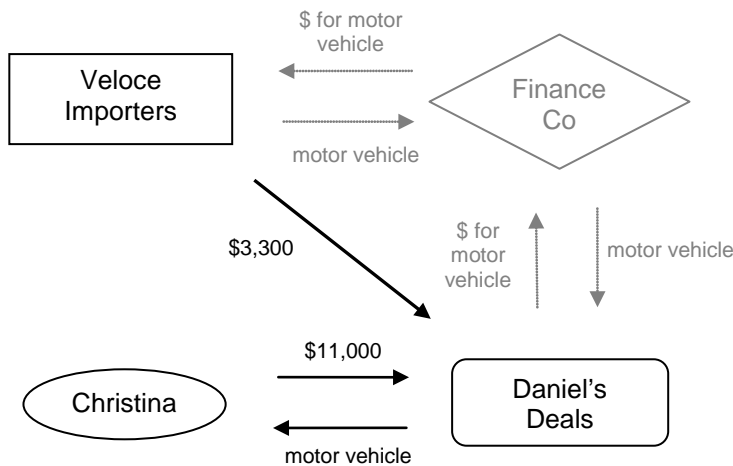 $ for motor
vehicle
Veloce
Importers
Finance
Co
motor vehicle
$3,300
$ for
motor
vehicle
motor vehicle
$11,000
Christina
Daniel's
Deals
motor vehicle